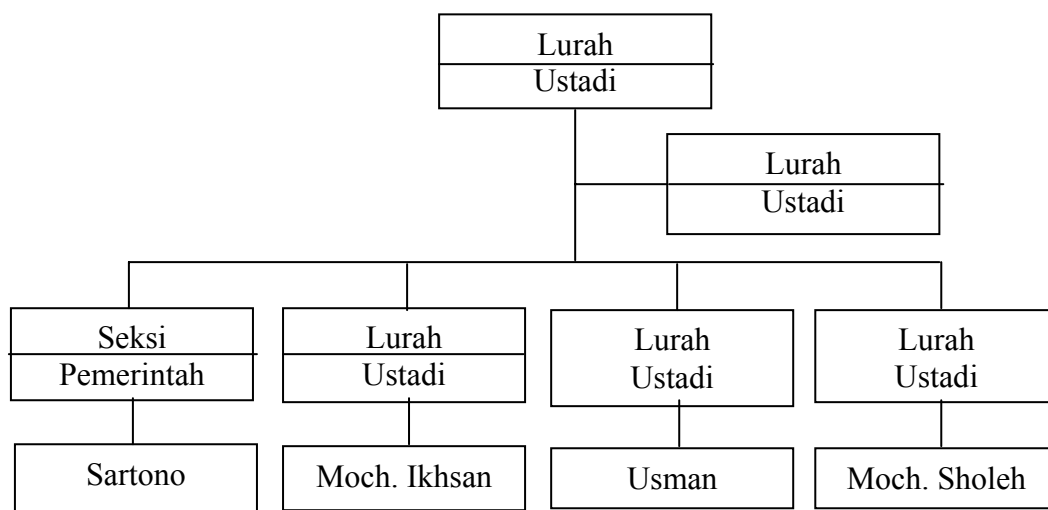 Lurah
Ustadi
Lurah
Ustadi
Seksi
Pemerintah
Lurah
Ustadi
Lurah
Ustadi
Lurah
Ustadi
Sartono
Moch. Ikhsan
Usman
Moch. Sholeh